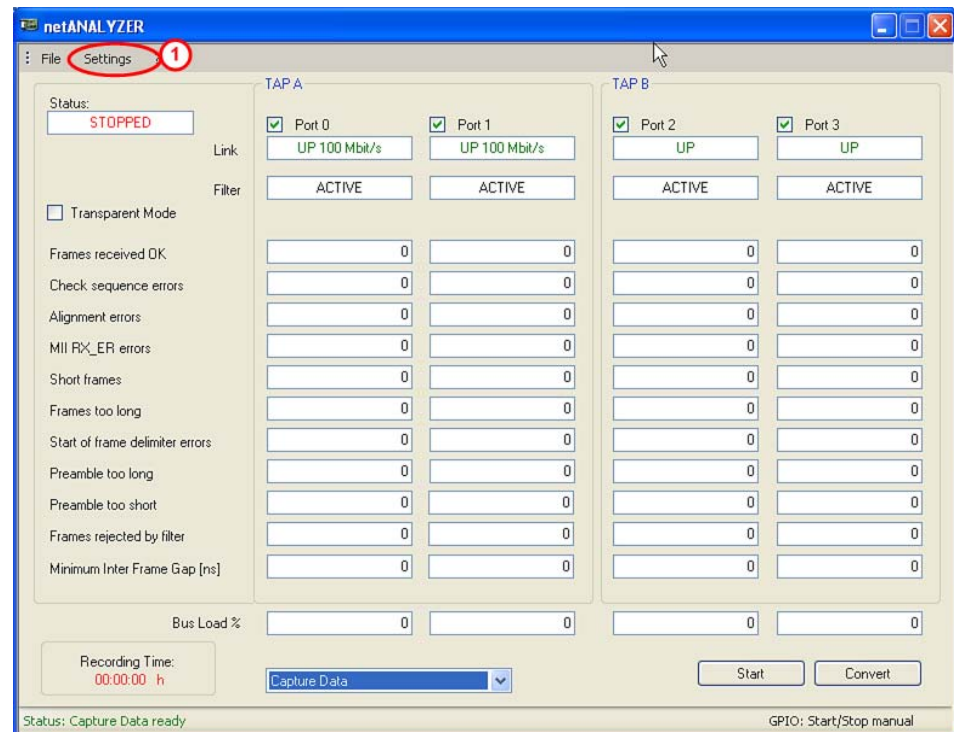 netANALYZER
File Settings ?
1
TAP A
TAP B
Status:
STOPPED
Port 0 Port 1 Port 2 Port 3
Link UP 100 Mbit/s UP 100 Mbit/s UP UP
Filter ACTIVE ACTIVE ACTIVE ACTIVE
Transparent Mode
Frames received OK 0 0 0 0
Check sequence errors 0 0 0 0
Alignment errors 0 0 0 0
MII RX_ER errors 0 0 0 0
Short frames 0 0 0 0
Frames too long 0 0 0 0
Start of frame delimiter errors 0 0 0 0
Preamble too long 0 0 0 0
Preamble too short 0 0 0 0
Frames rejected by filter 0 0 0 0
Minimum Inter Frame Gap [ns] 0 0 0 0
Bus Load % 0 0 0 0
Recording Time:
00:00:00 h
Capture Data
Start Convert
Status: Capture Data ready GPIO: Start/Stop manual